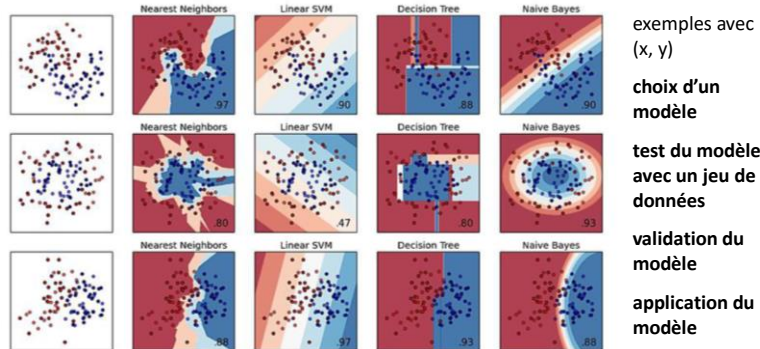 Nearest Neighbors
Linear SVM
Decision Tree
Naive Bayes
.97
.90
.88
.90
Nearest Neighbors
Linear SVM
Decision Tree
Naive Bayes
.80
.47
.80
.93
Nearest Neighbors
Linear SVM
Decision Tree
Naive Bayes
.88
.97
.93
.88
exemples avec
(x, y)
choix d'un
modèle
test du modèle
avec un jeu de
données
validation du
modèle
application du
modèle